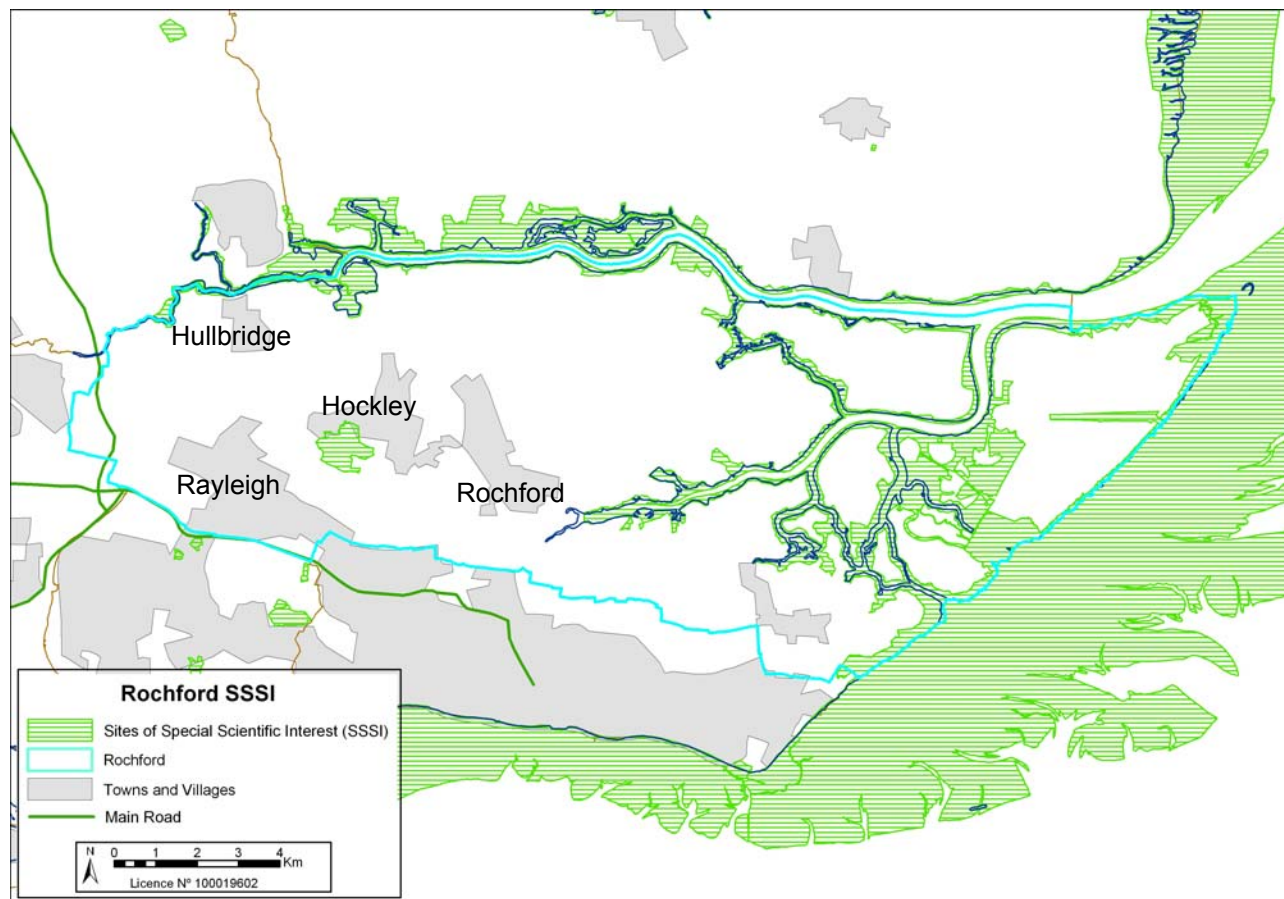 Hullbridge
Hockley
Rayleigh
Rochford
Rochford SSSI
Sites of Special Scientific Interest (SSSI)
Rochford
Towns and Villages
Main Road
N 0 1 2 3 4 Km
Licence Nº 100019602